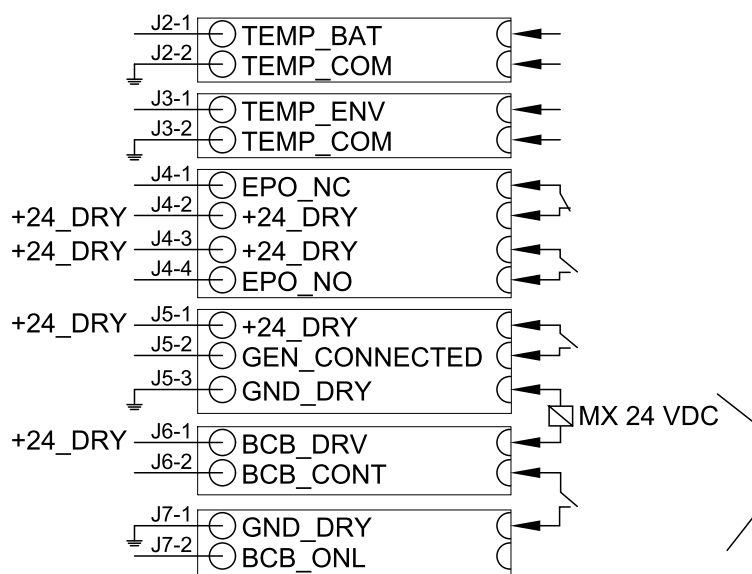 J2-1 TEMP_BAT
J2-2 TEMP_COM
J3-1 TEMP_ENV
J3-2 TEMP_COM
J4-1 EPO_NC
+24_DRY J4-2 +24_DRY
+24_DRY J4-3 +24_DRY
J4-4 EPO_NO
+24_DRY J5-1 +24_DRY
J5-2 GEN_CONNECTED
J5-3 GND_DRY
MX 24 VDC
+24_DRY J6-1 BCB_DRV
J6-2 BCB_CONT
J7-1 GND_DRY
J7-2 BCB_ONL